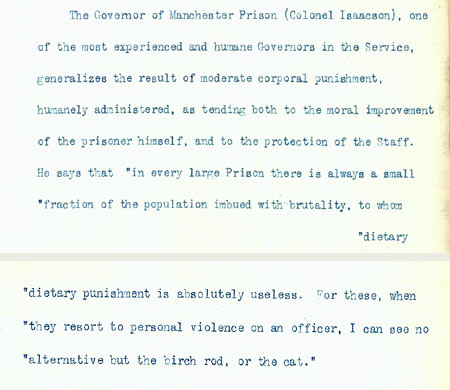 The Governor of Manchester Prison (Colonel Isaacson), one
of the most experienced and humane Governors in the Service,
generalizes the result of moderate corporal punishment,
humanely administered, as tending both to the moral improvement
of the prisoner himself, and to the protection of the Staff.
He says that "in every large Prison there is always a small
"fraction of the population imbued with brutality, to whom
"dietary
"dietary punishment is absolutely useless. For these, when
"they resort to personal violence on an officer, I can see no
"alternative but the birch rod, or the cat."